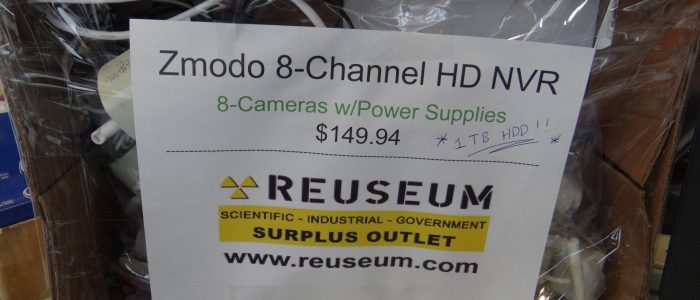 Zmodo 8-Channel HD NVR
8-Cameras w/Power Supplies
$149.94 * 1 TB HDD!! *
REUSEUM
SCIENTIFIC - INDUSTRIAL - GOVERNMENT
SURPLUS OUTLET
www.reuseum.com